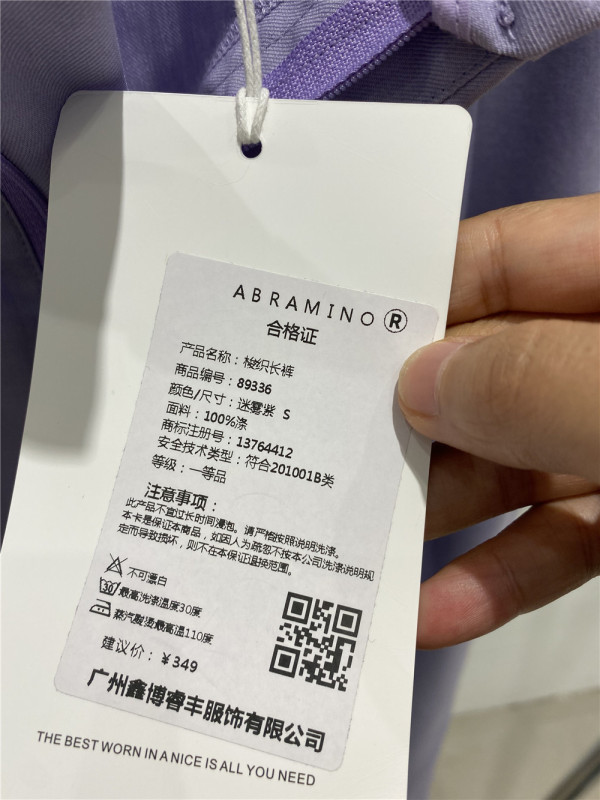 ABRAMINO®
合格证
产品名称：梭织长裤
商品编号：89336
颜色/尺寸：迷雾紫 S
面料：100%涤
商标注册号：13764412
安全技术类型：符合201001B类
等级：一等品
注意事项：
此产品不宜过长时间浸泡。请严格按照说明洗涤。
本卡是保证本商品，如因人为疏忽不按本公司洗涤说明规
定而导致损坏，则不在本保证退换范围。
不可漂白
30 最高洗涤温度30度
蒸汽熨烫最高温110度
建议价：¥349
广州鑫博睿丰服饰有限公司
THE BEST WORN IN A NICE IS ALL YOU NEED